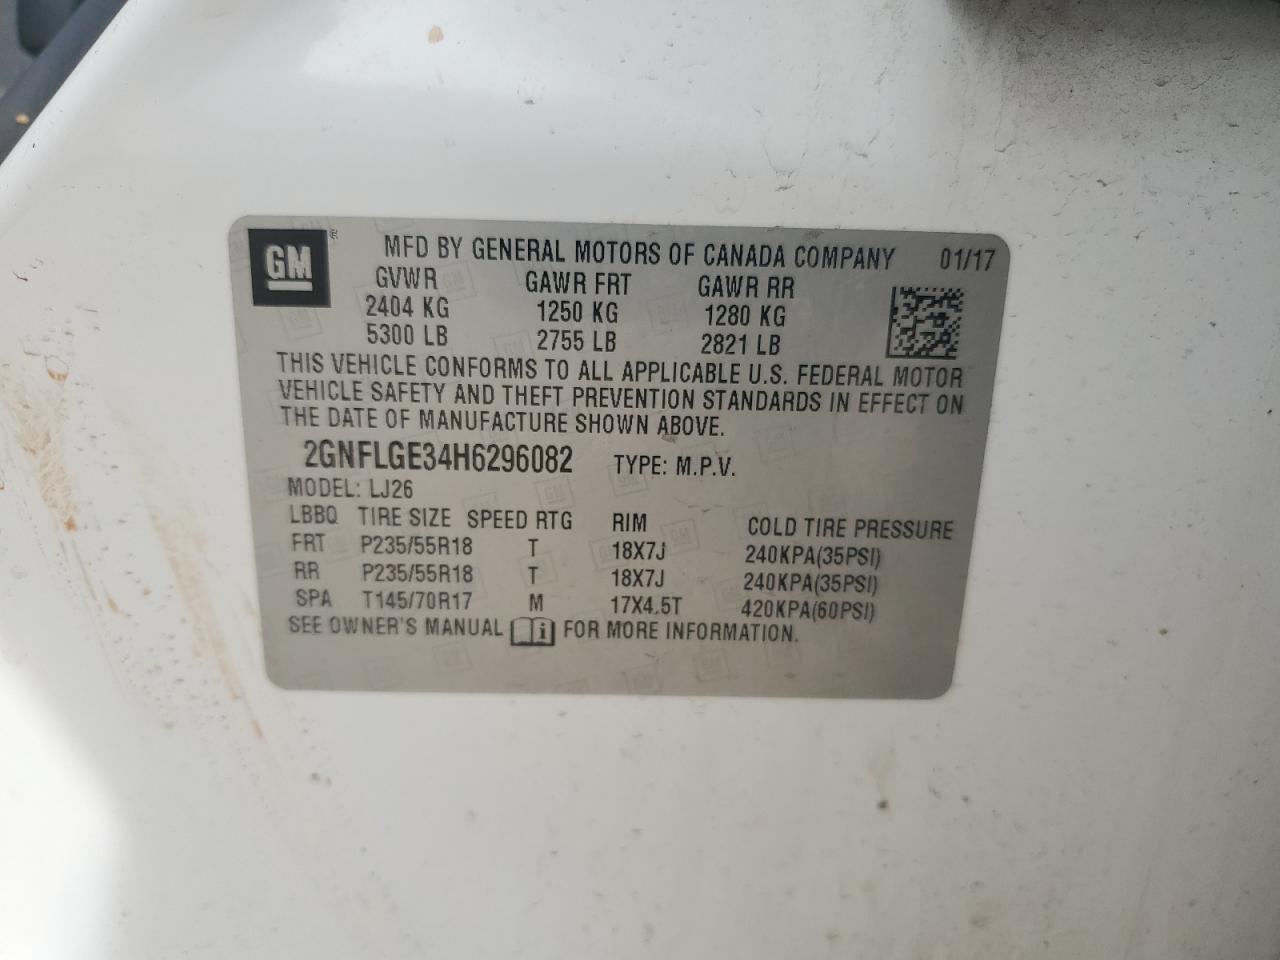 GM ® MFD BY GENERAL MOTORS OF CANADA COMPANY 01/17
GVWR GAWR FRT GAWR RR
2404 KG 1250 KG 1280 KG
5300 LB 2755 LB 2821 LB
THIS VEHICLE CONFORMS TO ALL APPLICABLE U.S. FEDERAL MOTOR
VEHICLE SAFETY AND THEFT PREVENTION STANDARDS IN EFFECT ON
THE DATE OF MANUFACTURE SHOWN ABOVE.
2GNFLGE34H6296082 TYPE: M.P.V.
MODEL: LJ26
LBBQ TIRE SIZE SPEED RTG RIM COLD TIRE PRESSURE
FRT P235/55R18 T 18X7J 240KPA(35PSI)
RR P235/55R18 T 18X7J 240KPA(35PSI)
SPA T145/70R17 M 17X4.5T 420KPA(60PSI)
SEE OWNER'S MANUAL i FOR MORE INFORMATION.